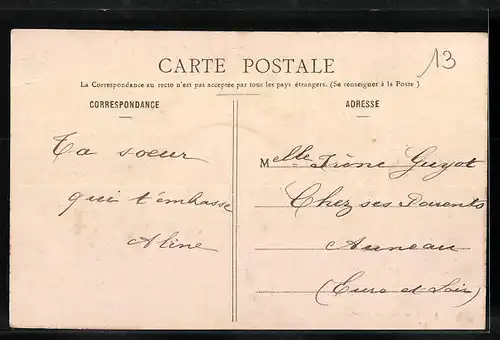 13
CARTE POSTALE
La Correspondance au recto n'est pas acceptée par tous les pays étrangers. (Se renseigner à la Poste)
CORRESPONDANCE
Ta soeur
qui t'embrasse
Aline
ADRESSE
Melle Irène Guyot
Chez ses Parents
Auneau
(Eure et Loir)